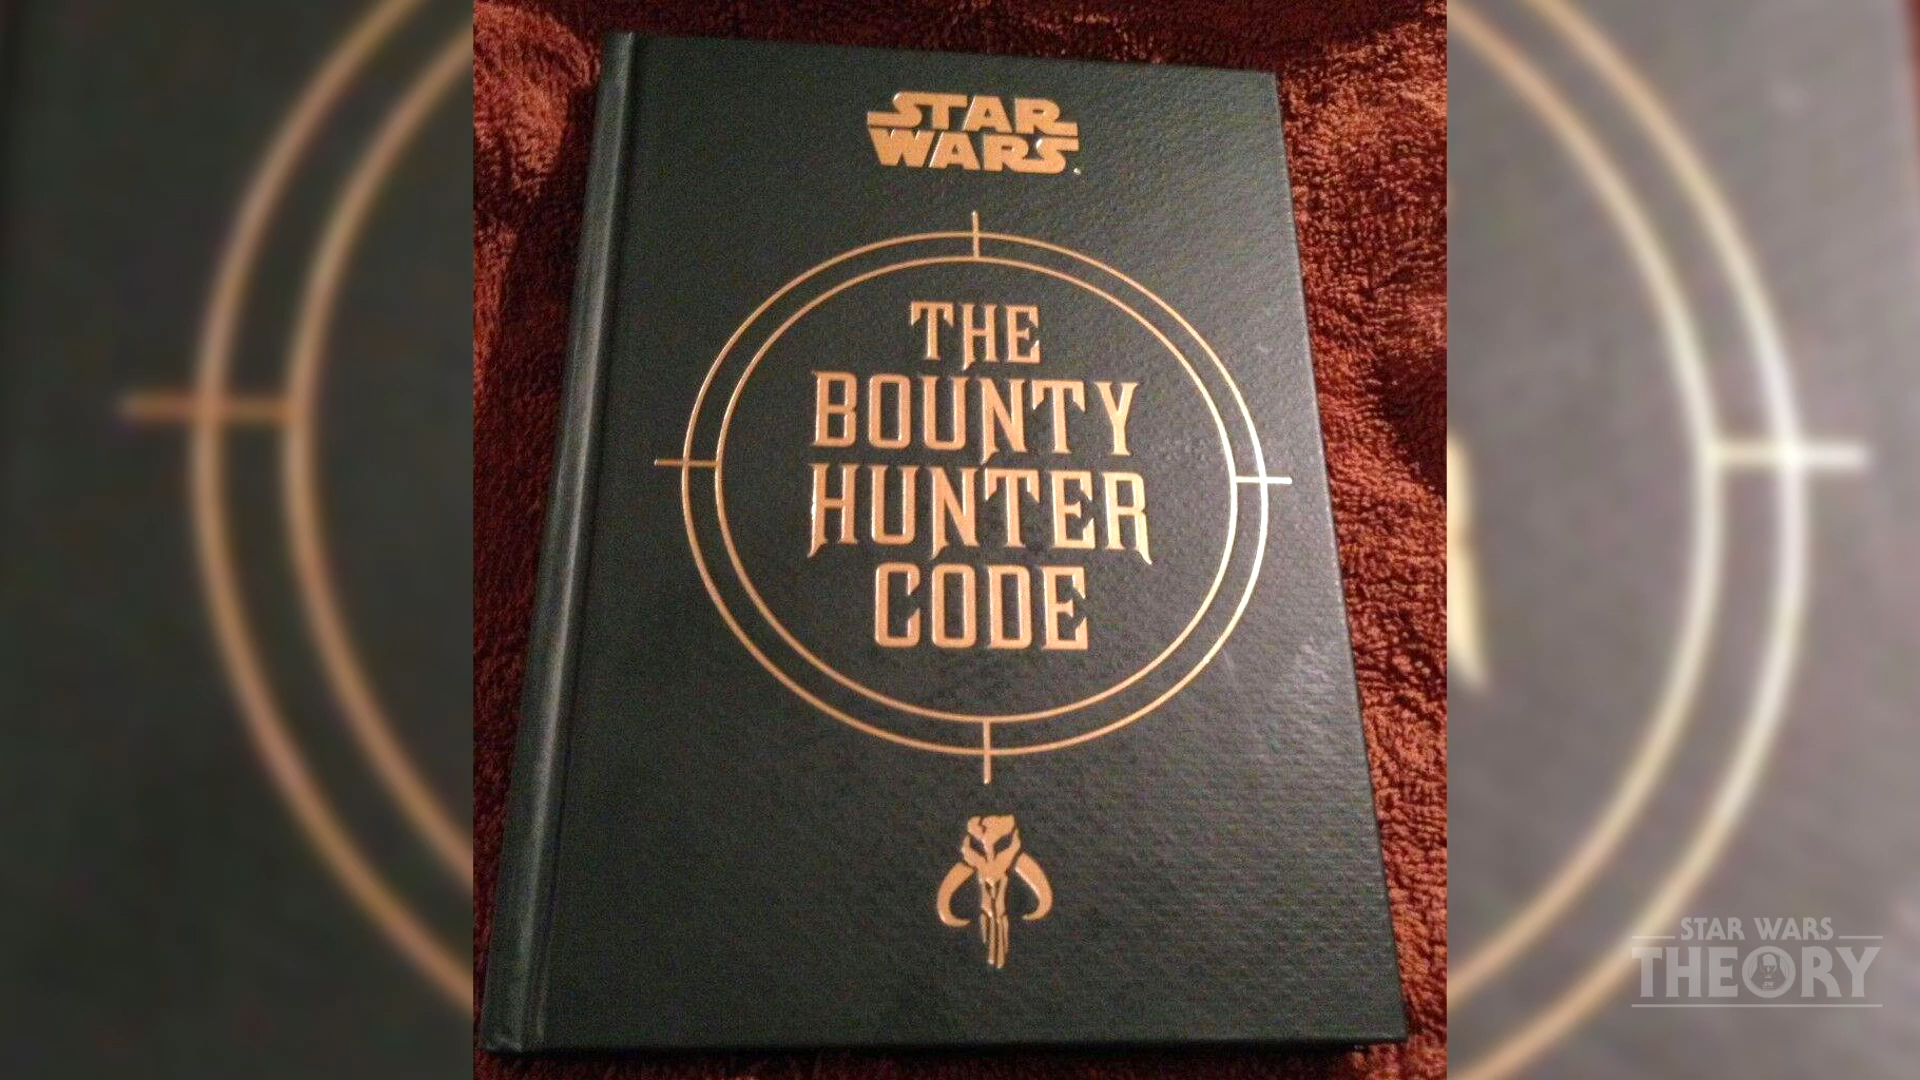 STAR
WARS.
THE
BOUNTY
HUNTER
CODE
STAR WARS
THEORY